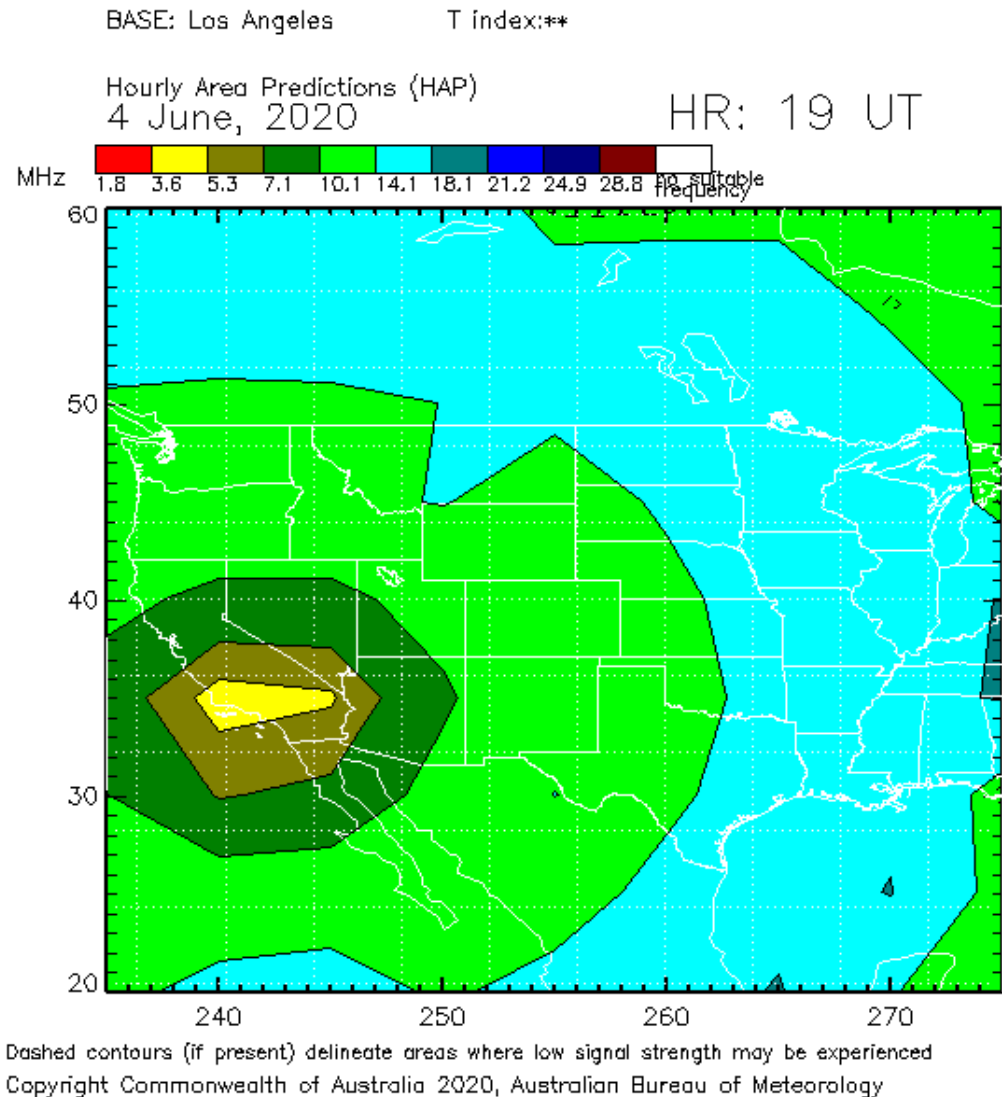 BASE: Los Angeles T index:**
Hourly Area Predictions (HAP)
4 June, 2020 HR: 19 UT
MHz 1.8 3.6 5.3 7.1 10.1 14.1 18.1 21.2 24.9 28.8 no suitable
frequency
60
50
40
30
20
240 250 260 270
Dashed contours (if present) delineate areas where low signal strength may be experienced
Copyright Commonwealth of Australia 2020, Australian Bureau of Meteorology